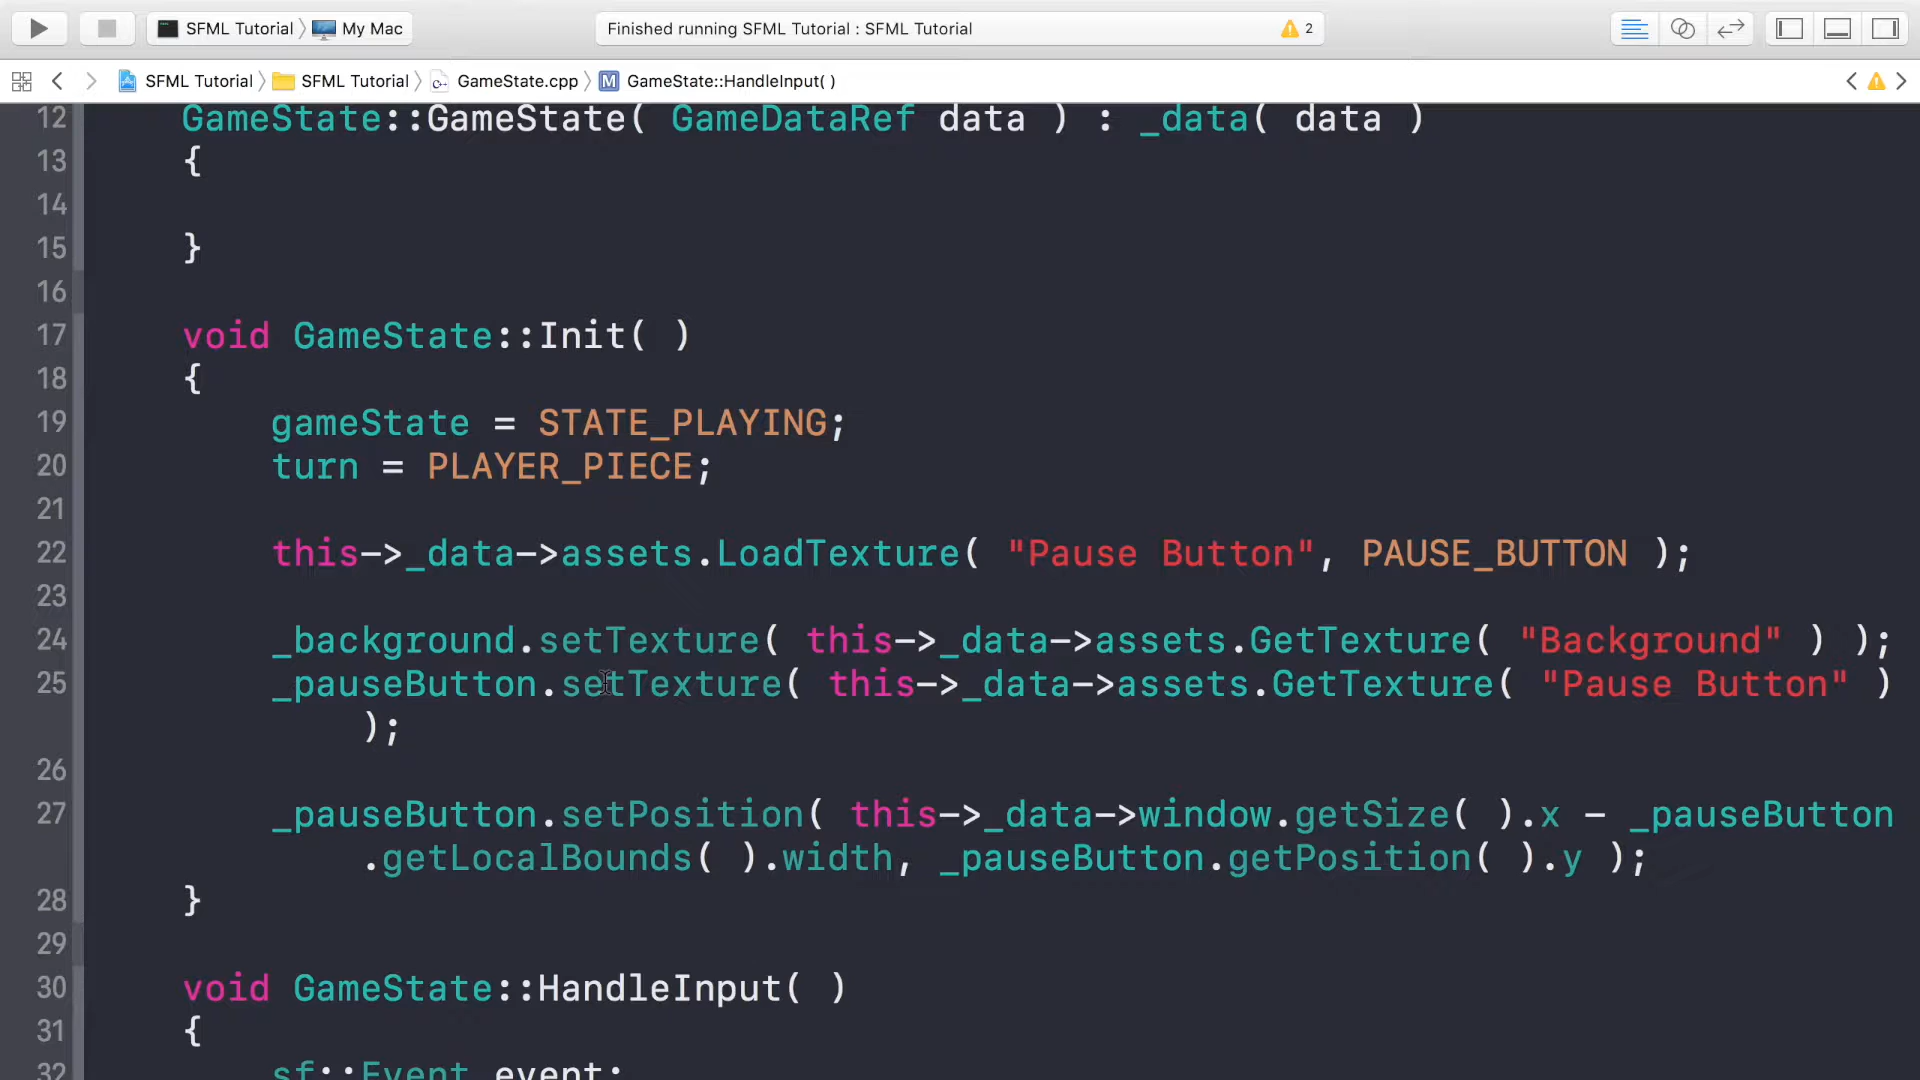 SFML Tutorial My Mac Finished running SFML Tutorial : SFML Tutorial 2
SFML Tutorial SFML Tutorial GameState.cpp M GameState::HandleInput( )
12 GameState::GameState( GameDataRef data ) : _data( data )
13 {
14
15 }
16
17 void GameState::Init( )
18 {
19 gameState = STATE_PLAYING;
20 turn = PLAYER_PIECE;
21
22 this->_data->assets.LoadTexture( "Pause Button", PAUSE_BUTTON );
23
24 _background.setTexture( this->_data->assets.GetTexture( "Background" ) );
25 _pauseButton.setTexture( this->_data->assets.GetTexture( "Pause Button" )
);
26
27 _pauseButton.setPosition( this->_data->window.getSize( ).x - _pauseButton
.getLocalBounds( ).width, _pauseButton.getPosition( ).y );
28 }
29
30 void GameState::HandleInput( )
31 {
32 sf::Event event;